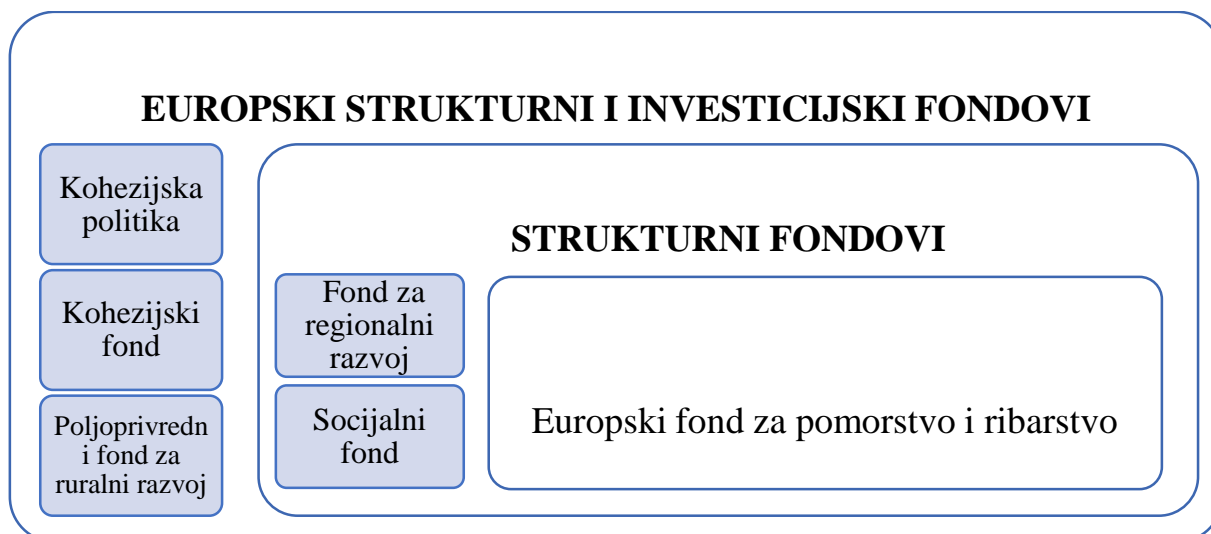 EUROPSKI STRUKTURNI I INVESTICIJSKI FONDOVI
Kohezijska
politika
Kohezijski
fond
Poljoprivredn
i fond za
ruralni razvoj
STRUKTURNI FONDOVI
Fond za
regionalni
razvoj
Socijalni
fond
Europski fond za pomorstvo i ribarstvo